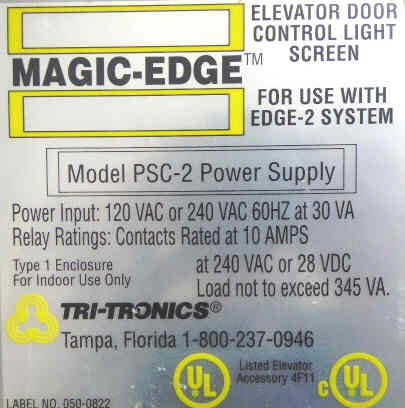 ELEVATOR DOOR
CONTROL LIGHT
SCREEN
MAGIC-EDGE™
FOR USE WITH
EDGE-2 SYSTEM
Model PSC-2 Power Supply
Power Input: 120 VAC or 240 VAC 60HZ at 30 VA
Relay Ratings: Contacts Rated at 10 AMPS
Type 1 Enclosure
For Indoor Use Only
at 240 VAC or 28 VDC
Load not to exceed 345 VA.
TRI-TRONICS®
Tampa, Florida 1-800-237-0946
Listed Elevator
Accessory 4F11
UL
c UL
LABEL NO. 050-0822